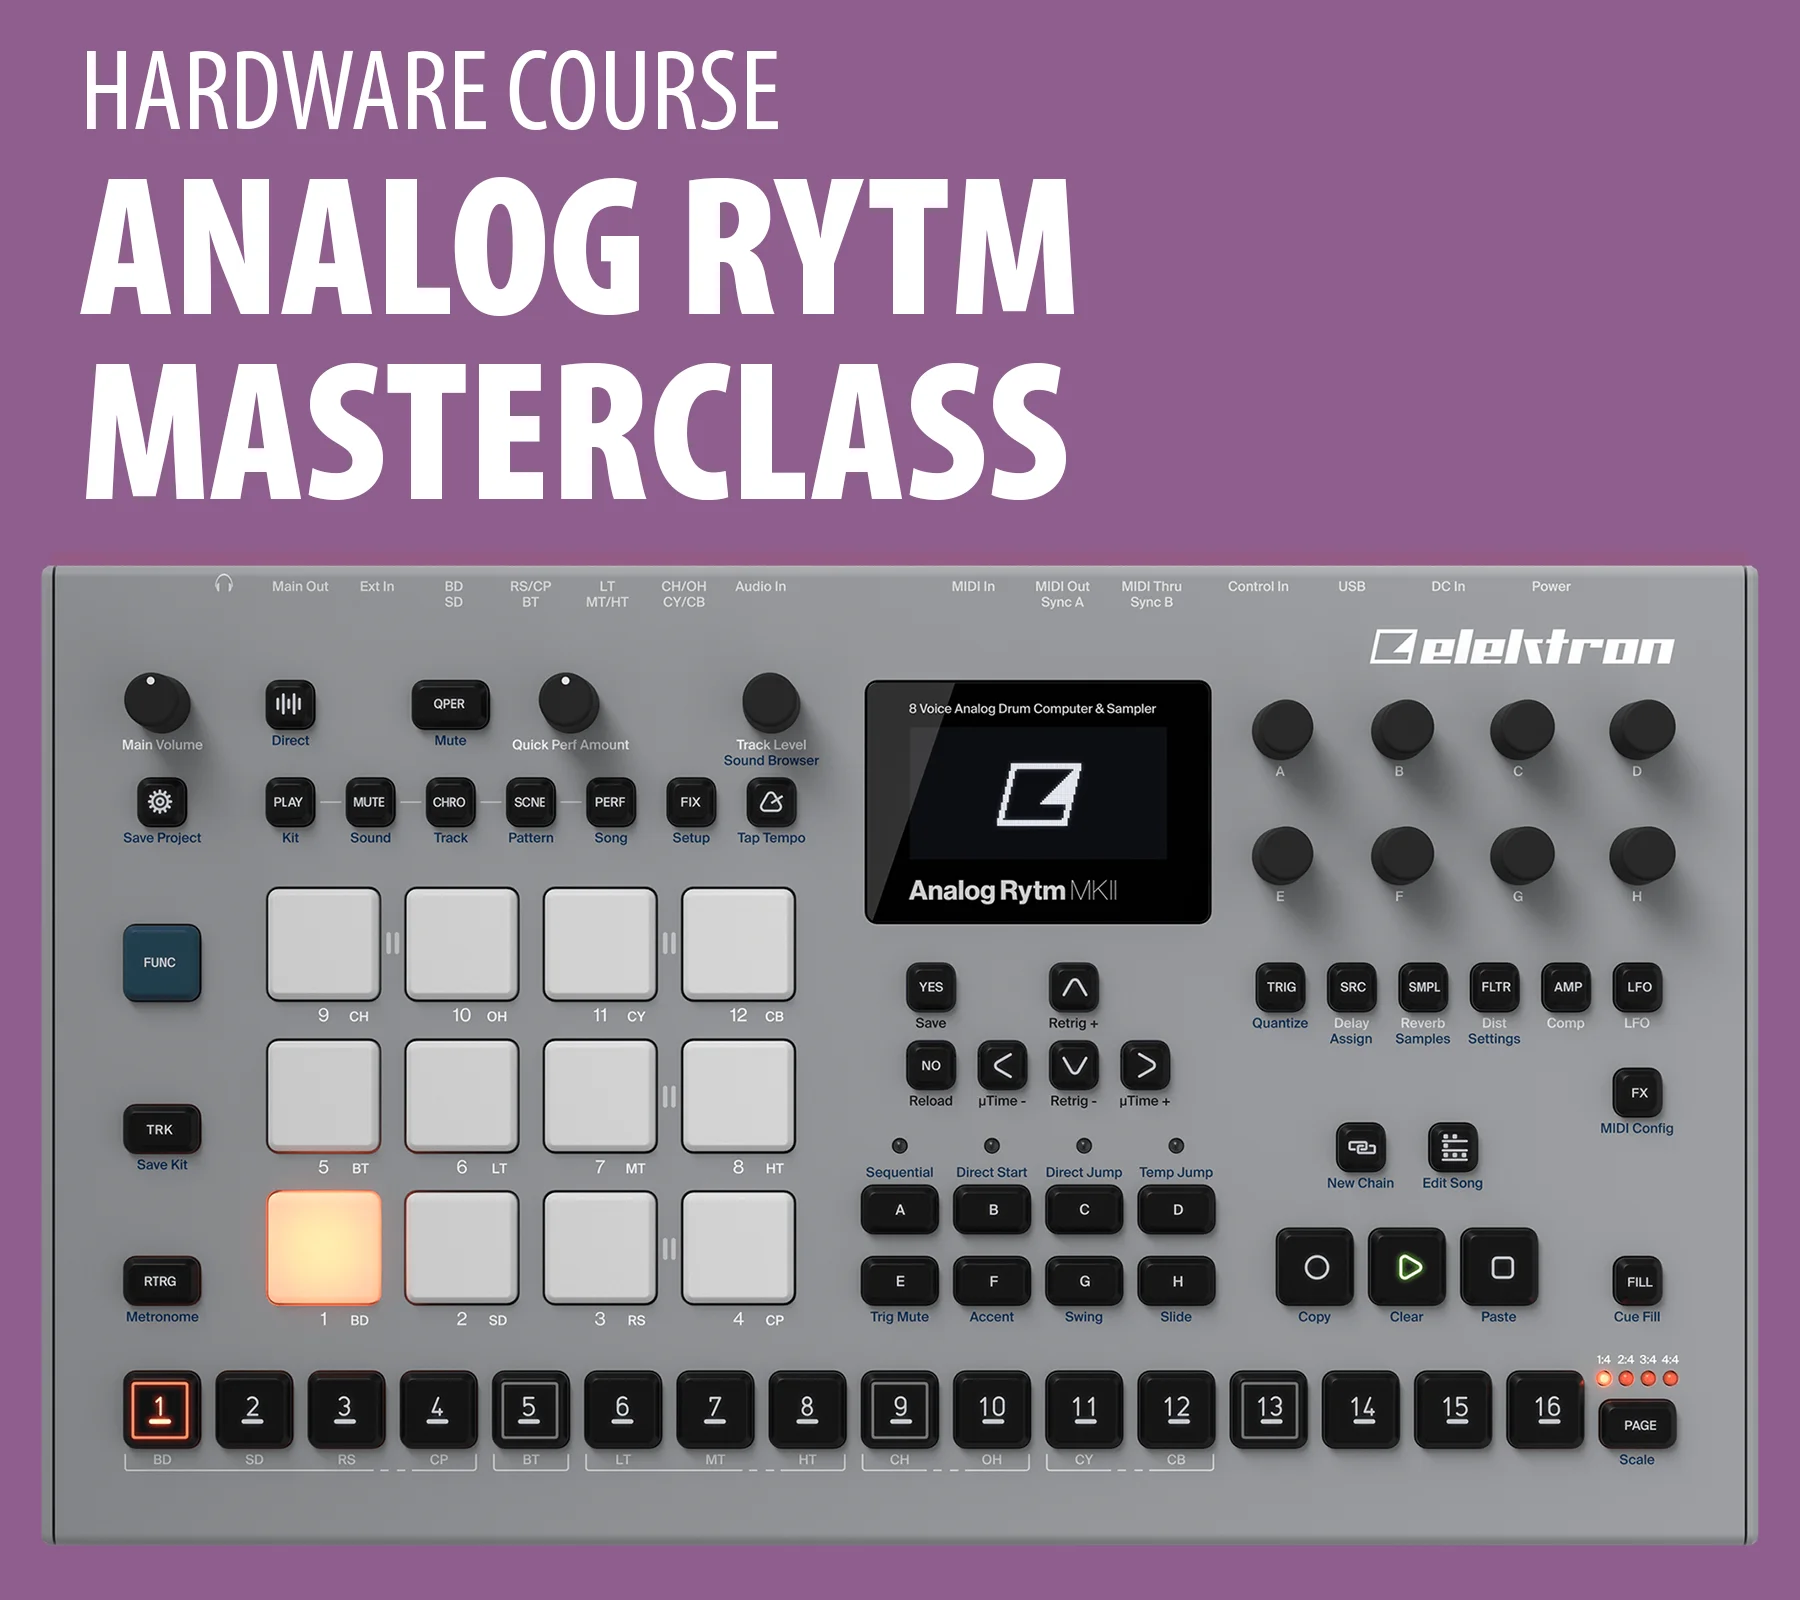 HARDWARE COURSE
ANALOG RYTM
MASTERCLASS
Main Out Ext In BD RS/CP LT CH/OH Audio In MIDI In MIDI Out MIDI Thru Control In USB DC In Power
SD BT MT/HT CY/CB Sync A Sync B
elektron
8 Voice Analog Drum Computer & Sampler
QPER
Main Volume Direct Mute Quick Perf Amount Track Level
Sound Browser
A B C D
PLAY MUTE CHRO SCNE PERF FIX
Save Project Kit Sound Track Pattern Song Setup Tap Tempo
Analog Rytm MKII
E F G H
FUNC
9 CH 10 OH 11 CY 12 CB
YES TRIG SRC SMPL FLTR AMP LFO
Save Retrig + Quantize Delay Reverb Dist Comp LFO
Assign Samples Settings
NO
Reload µTime - Retrig - µTime +
FX
MIDI Config
TRK
Save Kit
5 BT 6 LT 7 MT 8 HT
Sequential Direct Start Direct Jump Temp Jump New Chain Edit Song
A B C D
RTRG
Metronome
E F G H
FILL
1 BD 2 SD 3 RS 4 CP
Trig Mute Accent Swing Slide Copy Clear Paste Cue Fill
1:4 2:4 3:4 4:4
1 2 3 4 5 6 7 8 9 10 11 12 13 14 15 16 PAGE
BD SD RS CP BT LT MT HT CH OH CY CB Scale